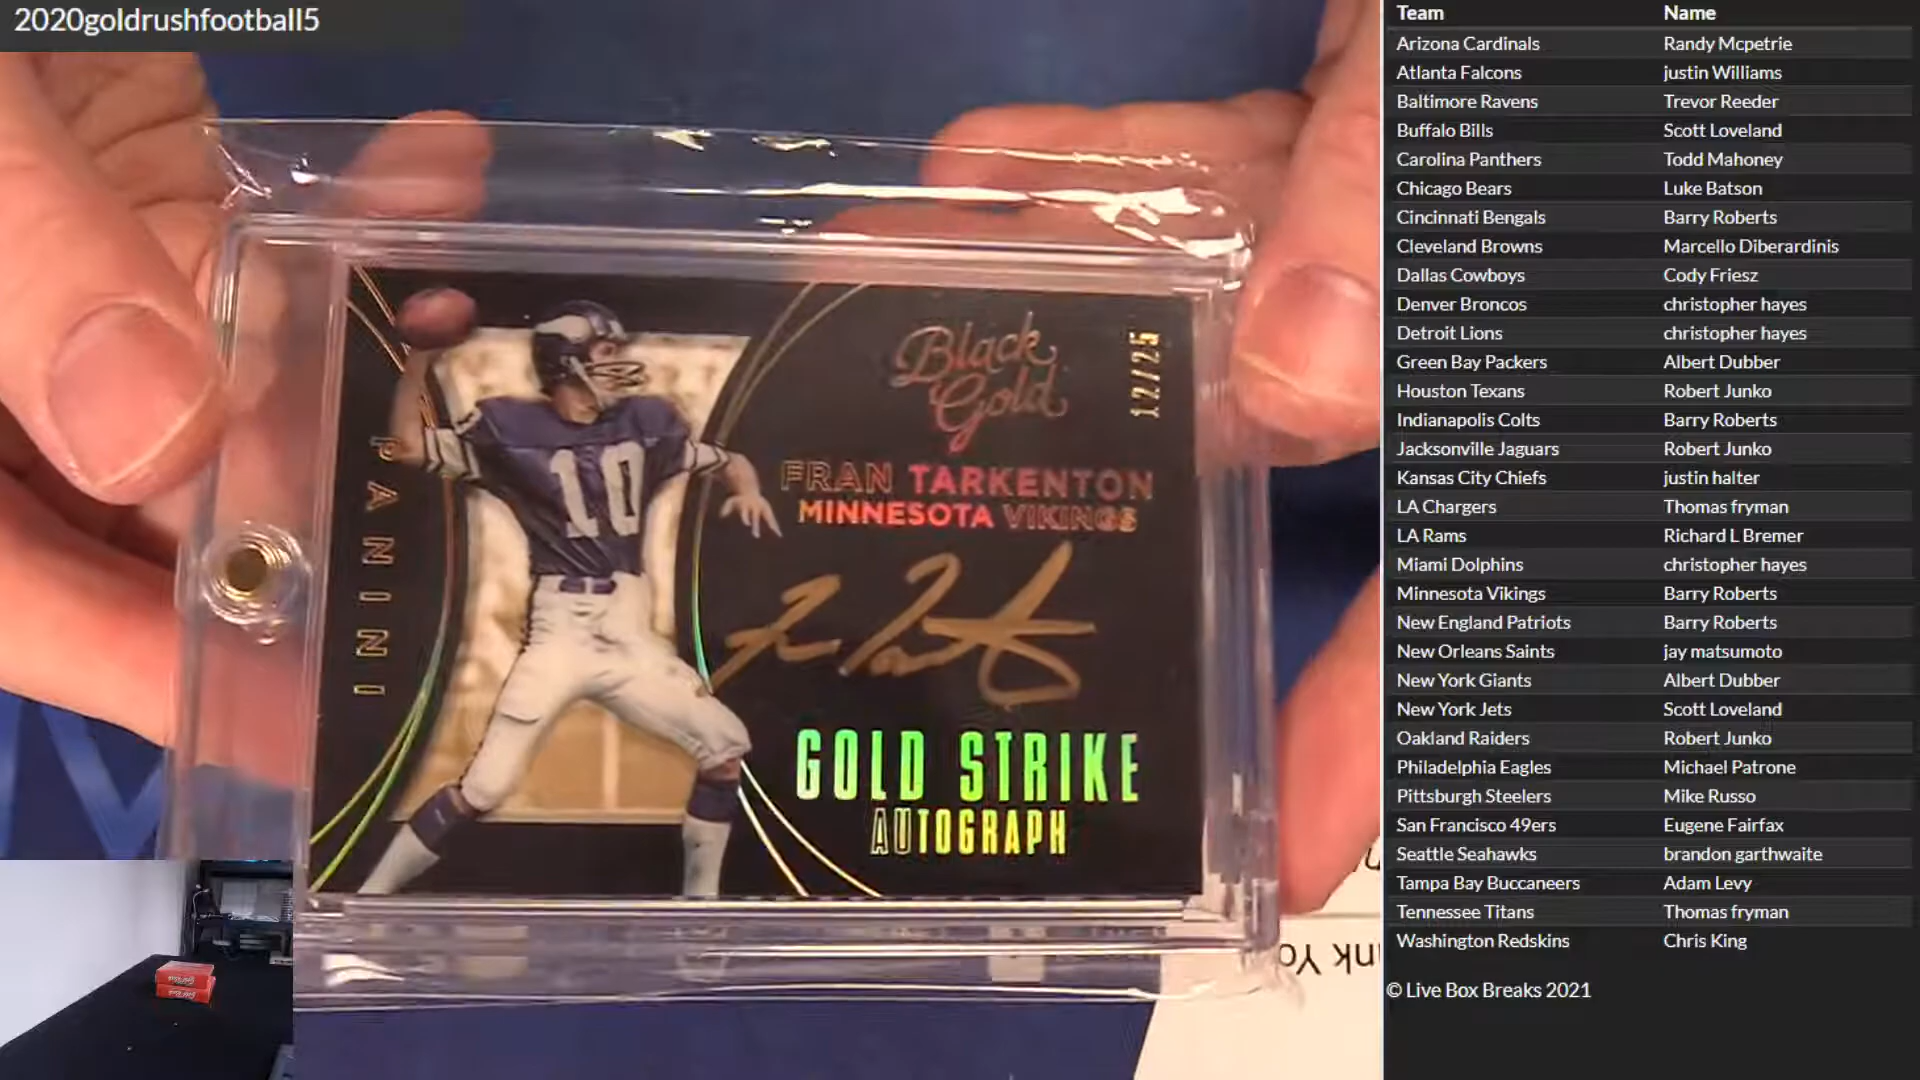 2020goldrushfootball5
PANINI
10
Black
Gold
12/25
FRAN TARKENTON
MINNESOTA VIKINGS
GOLD STRIKE
AUTOGRAPH
Team Name
Arizona Cardinals Randy Mcpetrie
Atlanta Falcons justin Williams
Baltimore Ravens Trevor Reeder
Buffalo Bills Scott Loveland
Carolina Panthers Todd Mahoney
Chicago Bears Luke Batson
Cincinnati Bengals Barry Roberts
Cleveland Browns Marcello Diberardinis
Dallas Cowboys Cody Friesz
Denver Broncos christopher hayes
Detroit Lions christopher hayes
Green Bay Packers Albert Dubber
Houston Texans Robert Junko
Indianapolis Colts Barry Roberts
Jacksonville Jaguars Robert Junko
Kansas City Chiefs justin halter
LA Chargers Thomas fryman
LA Rams Richard L Bremer
Miami Dolphins christopher hayes
Minnesota Vikings Barry Roberts
New England Patriots Barry Roberts
New Orleans Saints jay matsumoto
New York Giants Albert Dubber
New York Jets Scott Loveland
Oakland Raiders Robert Junko
Philadelphia Eagles Michael Patrone
Pittsburgh Steelers Mike Russo
San Francisco 49ers Eugene Fairfax
Seattle Seahawks brandon garthwaite
Tampa Bay Buccaneers Adam Levy
Tennessee Titans Thomas fryman
Washington Redskins Chris King
© Live Box Breaks 2021